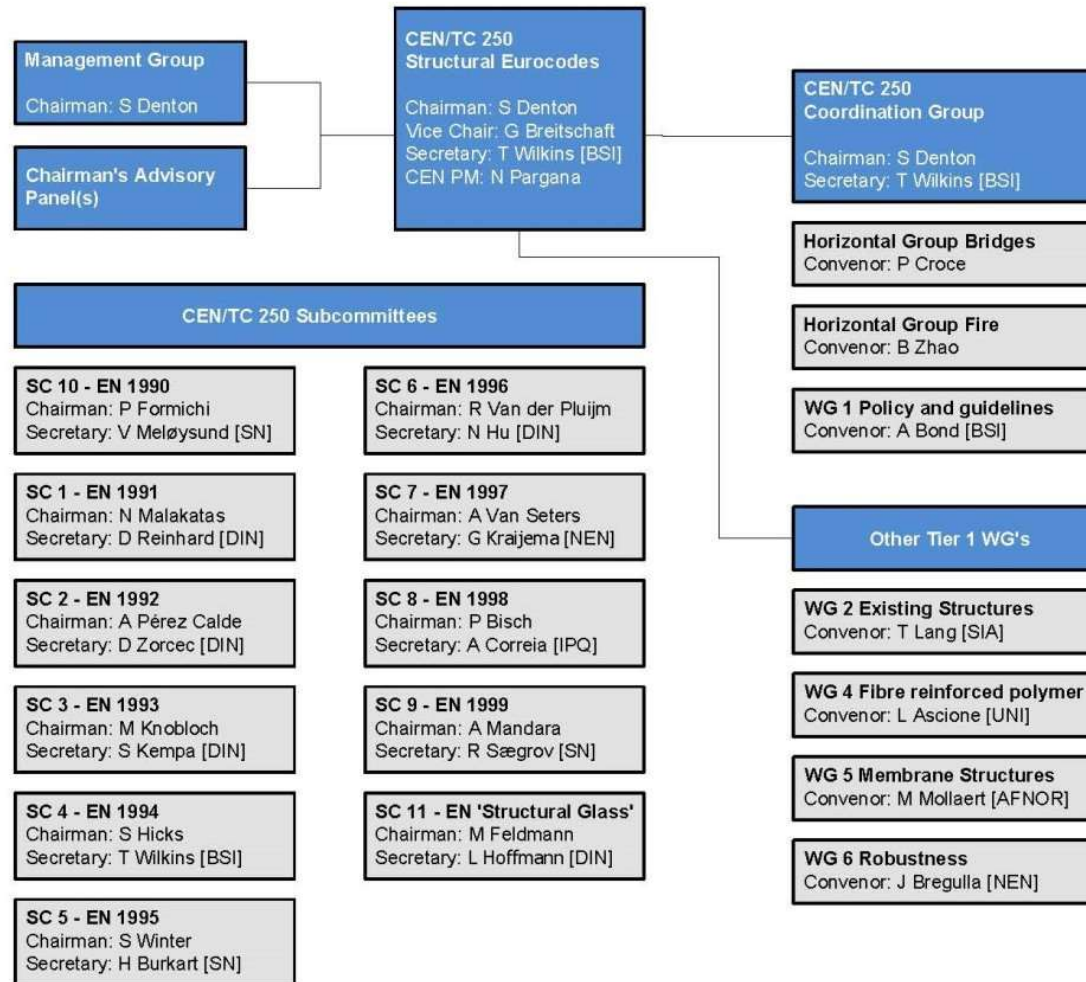 Management Group
Chairman: S Denton
Chairman's Advisory
Panel(s)
CEN/TC 250
Structural Eurocodes
Chairman: S Denton
Vice Chair: G Breitschaft
Secretary: T Wilkins [BSI]
CEN PM: N Pargana
CEN/TC 250
Coordination Group
Chairman: S Denton
Secretary: T Wilkins [BSI]
Horizontal Group Bridges
Convenor: P Croce
Horizontal Group Fire
Convenor: B Zhao
WG 1 Policy and guidelines
Convenor: A Bond [BSI]
CEN/TC 250 Subcommittees
SC 10 - EN 1990
Chairman: P Formichi
Secretary: V Meløysund [SN]
SC 1 - EN 1991
Chairman: N Malakatas
Secretary: D Reinhard [DIN]
SC 2 - EN 1992
Chairman: A Pérez Calde
Secretary: D Zorcec [DIN]
SC 3 - EN 1993
Chairman: M Knobloch
Secretary: S Kempa [DIN]
SC 4 - EN 1994
Chairman: S Hicks
Secretary: T Wilkins [BSI]
SC 5 - EN 1995
Chairman: S Winter
Secretary: H Burkart [SN]
SC 6 - EN 1996
Chairman: R Van der Pluijm
Secretary: N Hu [DIN]
SC 7 - EN 1997
Chairman: A Van Seters
Secretary: G Kraijema [NEN]
SC 8 - EN 1998
Chairman: P Bisch
Secretary: A Correia [IPQ]
SC 9 - EN 1999
Chairman: A Mandara
Secretary: R Sægrov [SN]
SC 11 - EN 'Structural Glass'
Chairman: M Feldmann
Secretary: L Hoffmann [DIN]
Other Tier 1 WG's
WG 2 Existing Structures
Convenor: T Lang [SIA]
WG 4 Fibre reinforced polymer
Convenor: L Ascione [UNI]
WG 5 Membrane Structures
Convenor: M Mollaert [AFNOR]
WG 6 Robustness
Convenor: J Bregulla [NEN]